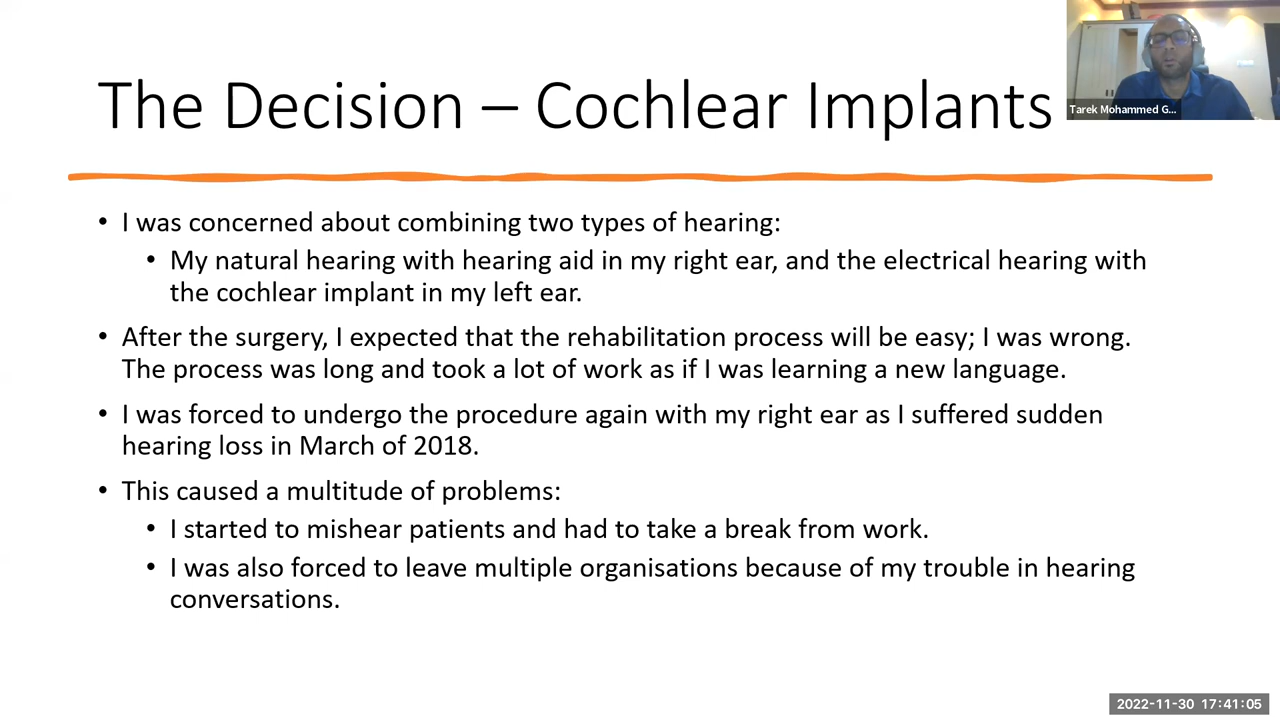 The Decision – Cochlear Implants
Tarek Mohammed G...
• I was concerned about combining two types of hearing:
• My natural hearing with hearing aid in my right ear, and the electrical hearing with
the cochlear implant in my left ear.
• After the surgery, I expected that the rehabilitation process will be easy; I was wrong.
The process was long and took a lot of work as if I was learning a new language.
• I was forced to undergo the procedure again with my right ear as I suffered sudden
hearing loss in March of 2018.
• This caused a multitude of problems:
• I started to mishear patients and had to take a break from work.
• I was also forced to leave multiple organisations because of my trouble in hearing
conversations.
2022-11-30 17:41:05